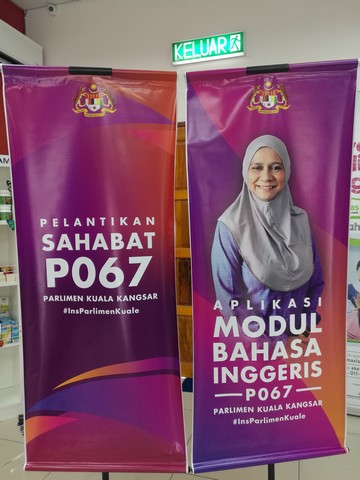 KELUAR
PELANTIKAN
SAHABAT
P067
PARLIMEN KUALA KANGSAR
#InsParlimenKuale
APLIKASI
MODUL
BAHASA
INGGERIS
P067
PARLIMEN KUALA KANGSAR
#InsParlimenKuale